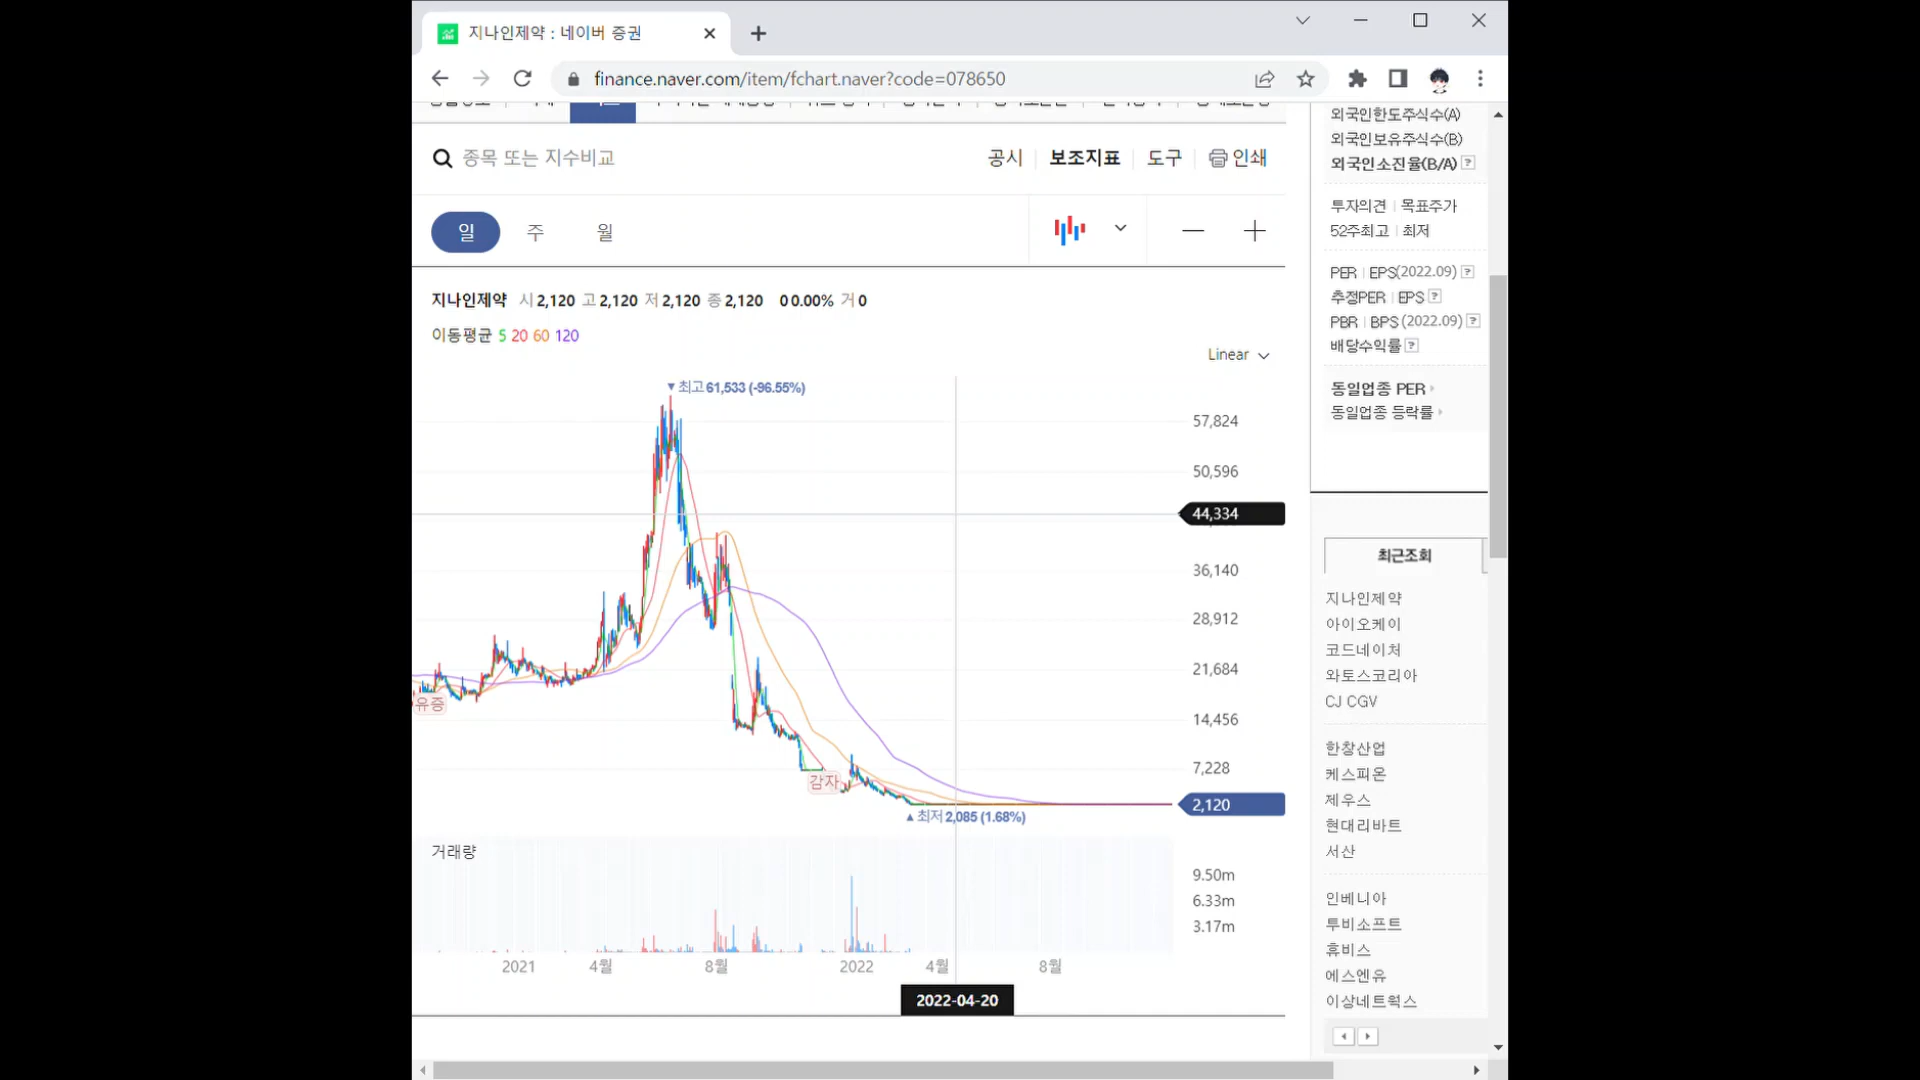 지나인제약 : 네이버 증권
finance.naver.com/item/fchart.naver?code=078650
종목 또는 지수비교
공시 보조지표 도구 인쇄
일 주 월
지나인제약 시 2,120 고 2,120 저 2,120 종 2,120 0 0.00% 거 0
이동평균 5 20 60 120
Linear
▼최고 61,533 (-96.55%)
57,824
50,596
44,334
36,140
28,912
21,684
14,456
7,228
2,120
유증
감자
▲최저 2,085 (1.68%)
거래량
9.50m
6.33m
3.17m
2021 4월 8월 2022 4월 8월
2022-04-20
외국인한도주식수(A)
외국인보유주식수(B)
외국인소진율(B/A) ?
투자의견 | 목표주가
52주최고 | 최저
PER | EPS(2022.09) ?
추정PER | EPS ?
PBR | BPS (2022.09) ?
배당수익률 ?
동일업종 PER
동일업종 등락률
최근조회
지나인제약
아이오케이
코드네이처
와토스코리아
CJ CGV
한창산업
케스피온
제우스
현대리바트
서산
인베니아
투비소프트
휴비스
에스엔유
이상네트웍스